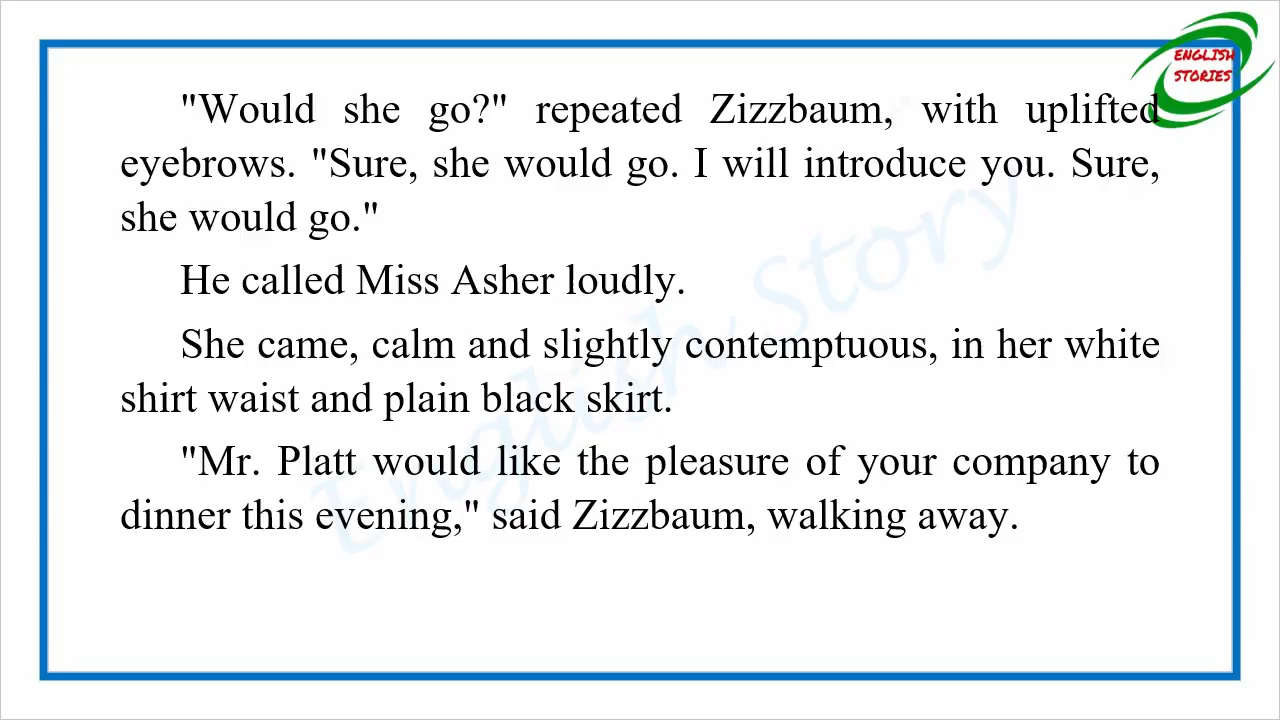 ENGLISH
STORIES
"Would she go?" repeated Zizzbaum, with uplifted
eyebrows. "Sure, she would go. I will introduce you. Sure,
she would go."
He called Miss Asher loudly.
She came, calm and slightly contemptuous, in her white
shirt waist and plain black skirt.
"Mr. Platt would like the pleasure of your company to
dinner this evening," said Zizzbaum, walking away.
English Story